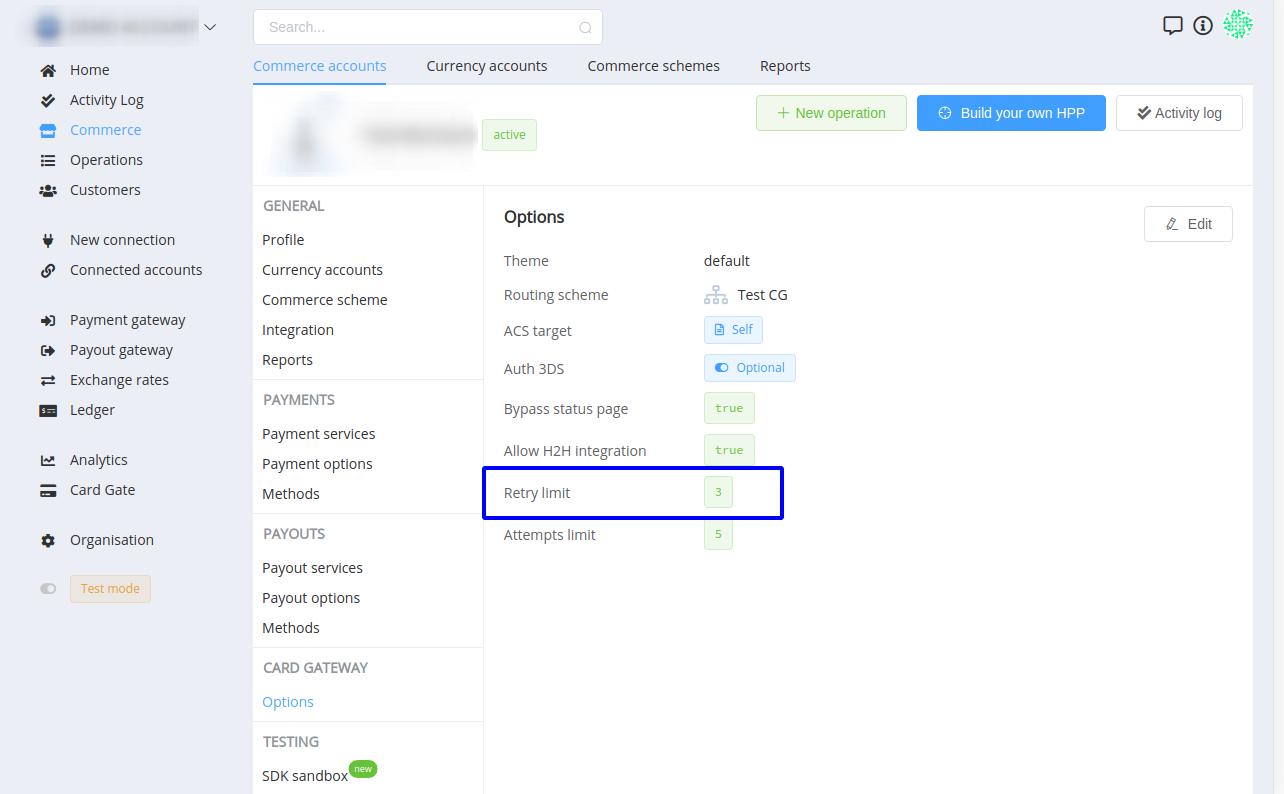 Search...
Home
Activity Log
Commerce
Operations
Customers
New connection
Connected accounts
Payment gateway
Payout gateway
Exchange rates
Ledger
Analytics
Card Gate
Organisation
Test mode
Commerce accounts Currency accounts Commerce schemes Reports
active
+ New operation Build your own HPP Activity log
GENERAL
Profile
Currency accounts
Commerce scheme
Integration
Reports
PAYMENTS
Payment services
Payment options
Methods
PAYOUTS
Payout services
Payout options
Methods
CARD GATEWAY
Options
TESTING
SDK sandbox new
Options
Edit
Theme default
Routing scheme Test CG
ACS target Self
Auth 3DS Optional
Bypass status page true
Allow H2H integration true
Retry limit 3
Attempts limit 5